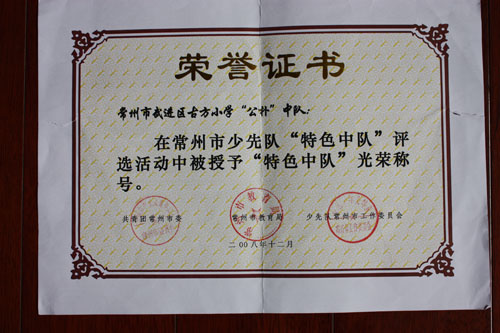 荣誉证书
常州市武进区古方小学“公朴”中队：
在常州市少先队“特色中队”评
选活动中被授予“特色中队”光荣称
号。
共青团常州市委 常州市教育局 少先队常州市工作委员会
二00八年十二月